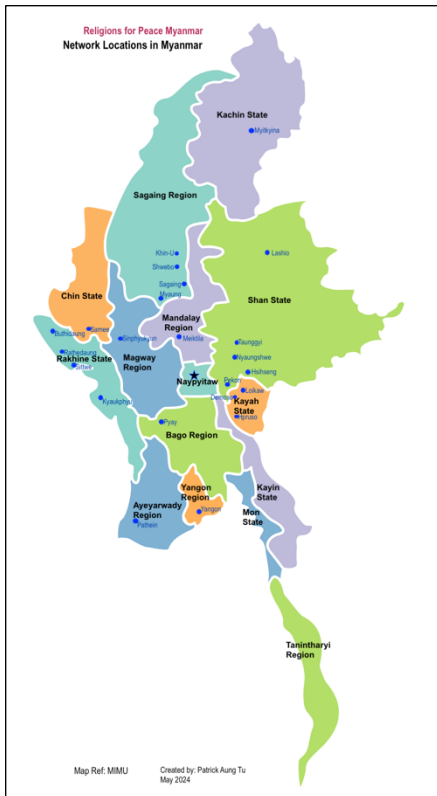 Religions for Peace Myanmar
Network Locations in Myanmar
Kachin State
Myitkyina
Sagaing Region
Khin-U
Lashio
Shwebo
Sagaing
Chin State
Myaung
Shan State
Mandalay
Region
Buthidaung
Samee
Sinphyukyun
Meiktila
Taunggyi
Rathedaung
Rakhine State
Magway
Region
Nyaungshwe
Sittwe
Hsihseng
Naypyitaw
Pekon
Loikaw
Kayah
State
Kyaukphyu
Hpruso
Pyay
Bago Region
Kayin
State
Yangon
Region
Ayeyarwady
Region
Mon
State
Yangon
Pathein
Tanintharyi
Region
Map Ref: MIMU
Created by: Patrick Aung Tu
May 2024